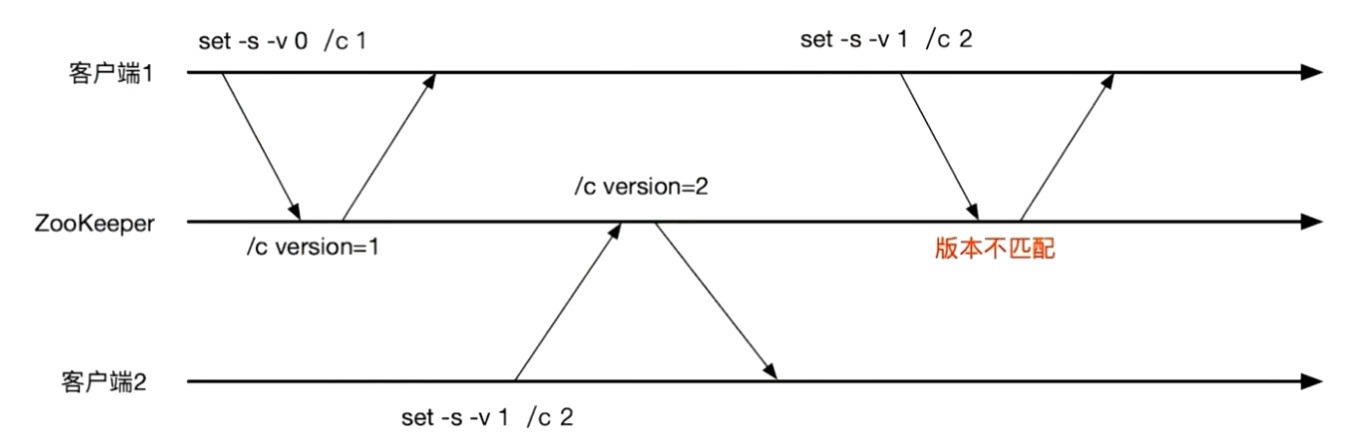 set -s -v 0 /c 1
set -s -v 1 /c 2
客户端1
/c version=2
ZooKeeper
/c version=1
版本不匹配
客户端2
set -s -v 1 /c 2